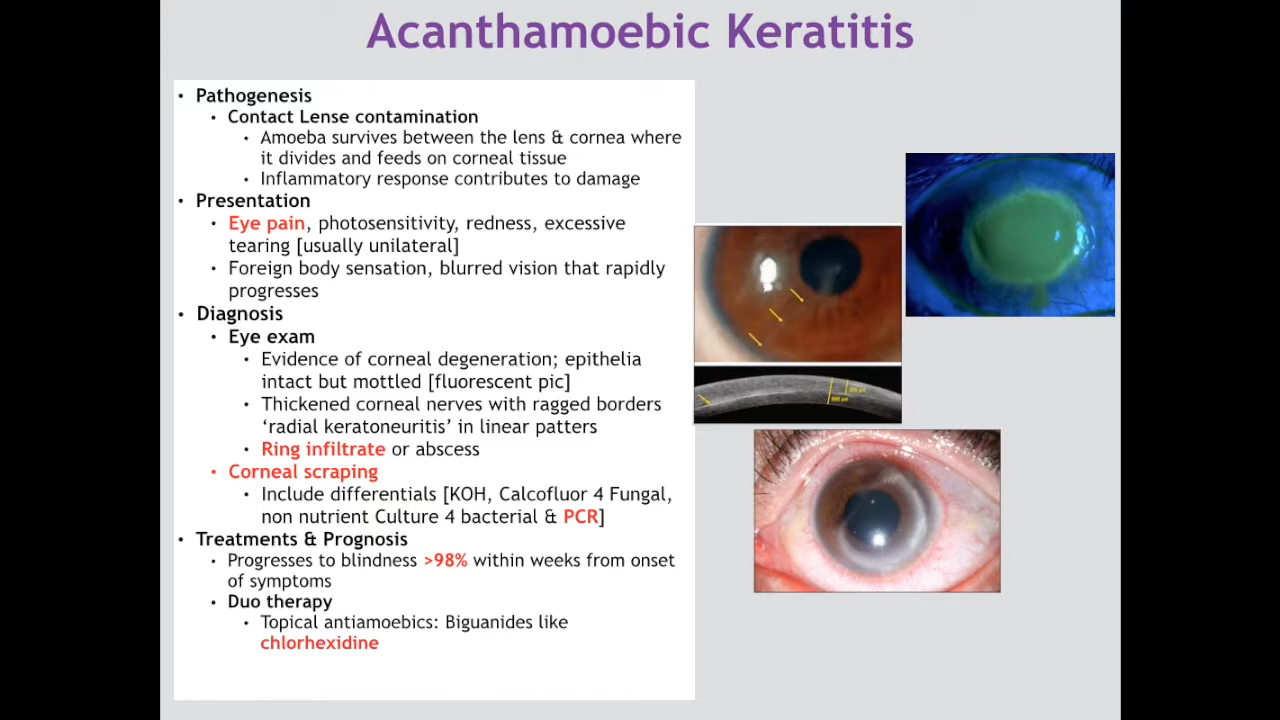 Acanthamoebic Keratitis
• Pathogenesis
• Contact Lense contamination
• Amoeba survives between the lens & cornea where
it divides and feeds on corneal tissue
• Inflammatory response contributes to damage
• Presentation
• Eye pain, photosensitivity, redness, excessive
tearing [usually unilateral]
• Foreign body sensation, blurred vision that rapidly
progresses
• Diagnosis
• Eye exam
• Evidence of corneal degeneration; epithelia
intact but mottled [fluorescent pic]
• Thickened corneal nerves with ragged borders
‘radial keratoneuritis’ in linear patters
• Ring infiltrate or abscess
• Corneal scraping
• Include differentials [KOH, Calcofluor 4 Fungal,
non nutrient Culture 4 bacterial & PCR]
• Treatments & Prognosis
• Progresses to blindness >98% within weeks from onset
of symptoms
• Duo therapy
• Topical antiamoebics: Biguanides like
chlorhexidine